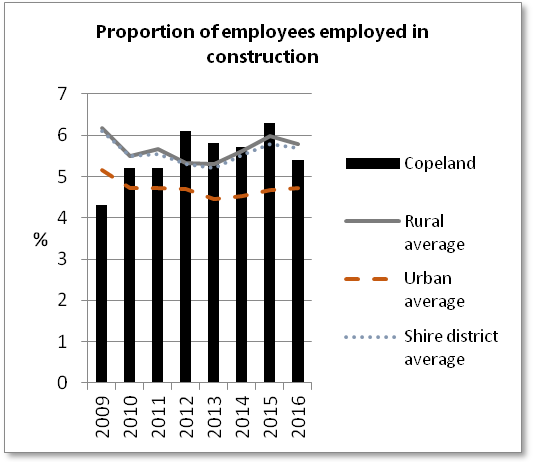 Proportion of employees employed in
construction
7
6
5
4
3
2
1
0
%
2009
2010
2011
2012
2013
2014
2015
2016
Copeland
Rural
average
Urban
average
Shire district
average